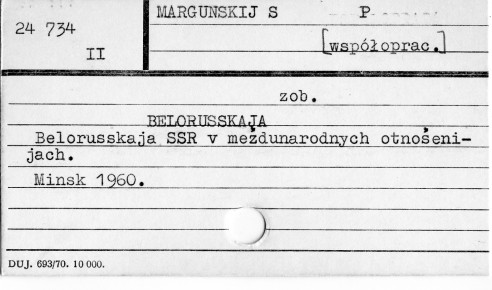 24 734
II
MARGUNSKIJ S P
[współoprac.]
zob.
BELORUSSKAJA
Belorusskaja SSR v meždunarodnych otnošeni-
jach.
Minsk 1960.
DUJ. 693/70. 10 000.